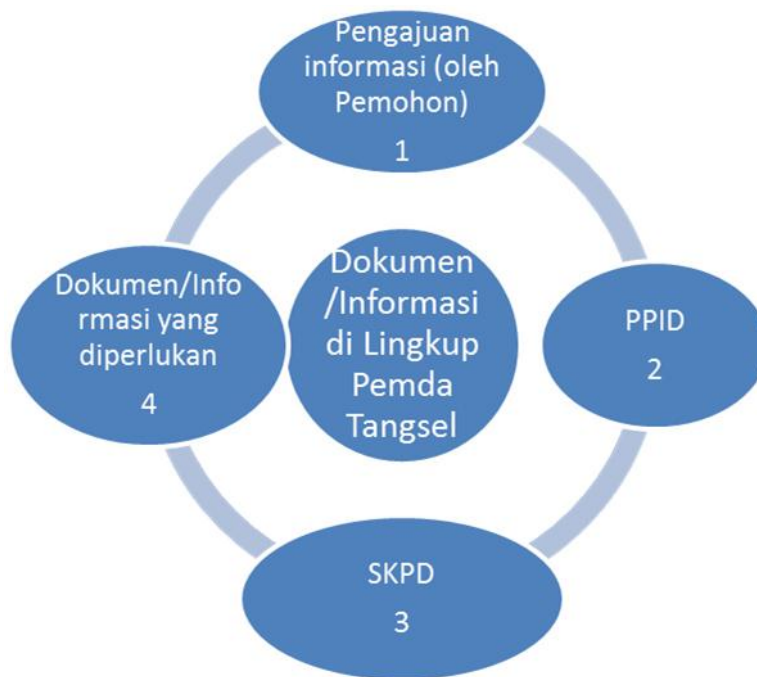 Pengajuan
informasi (oleh
Pemohon)
1
Dokumen/Info
rmasi yang
diperlukan
4
Dokumen
/Informasi
di Lingkup
Pemda
Tangsel
PPID
2
SKPD
3